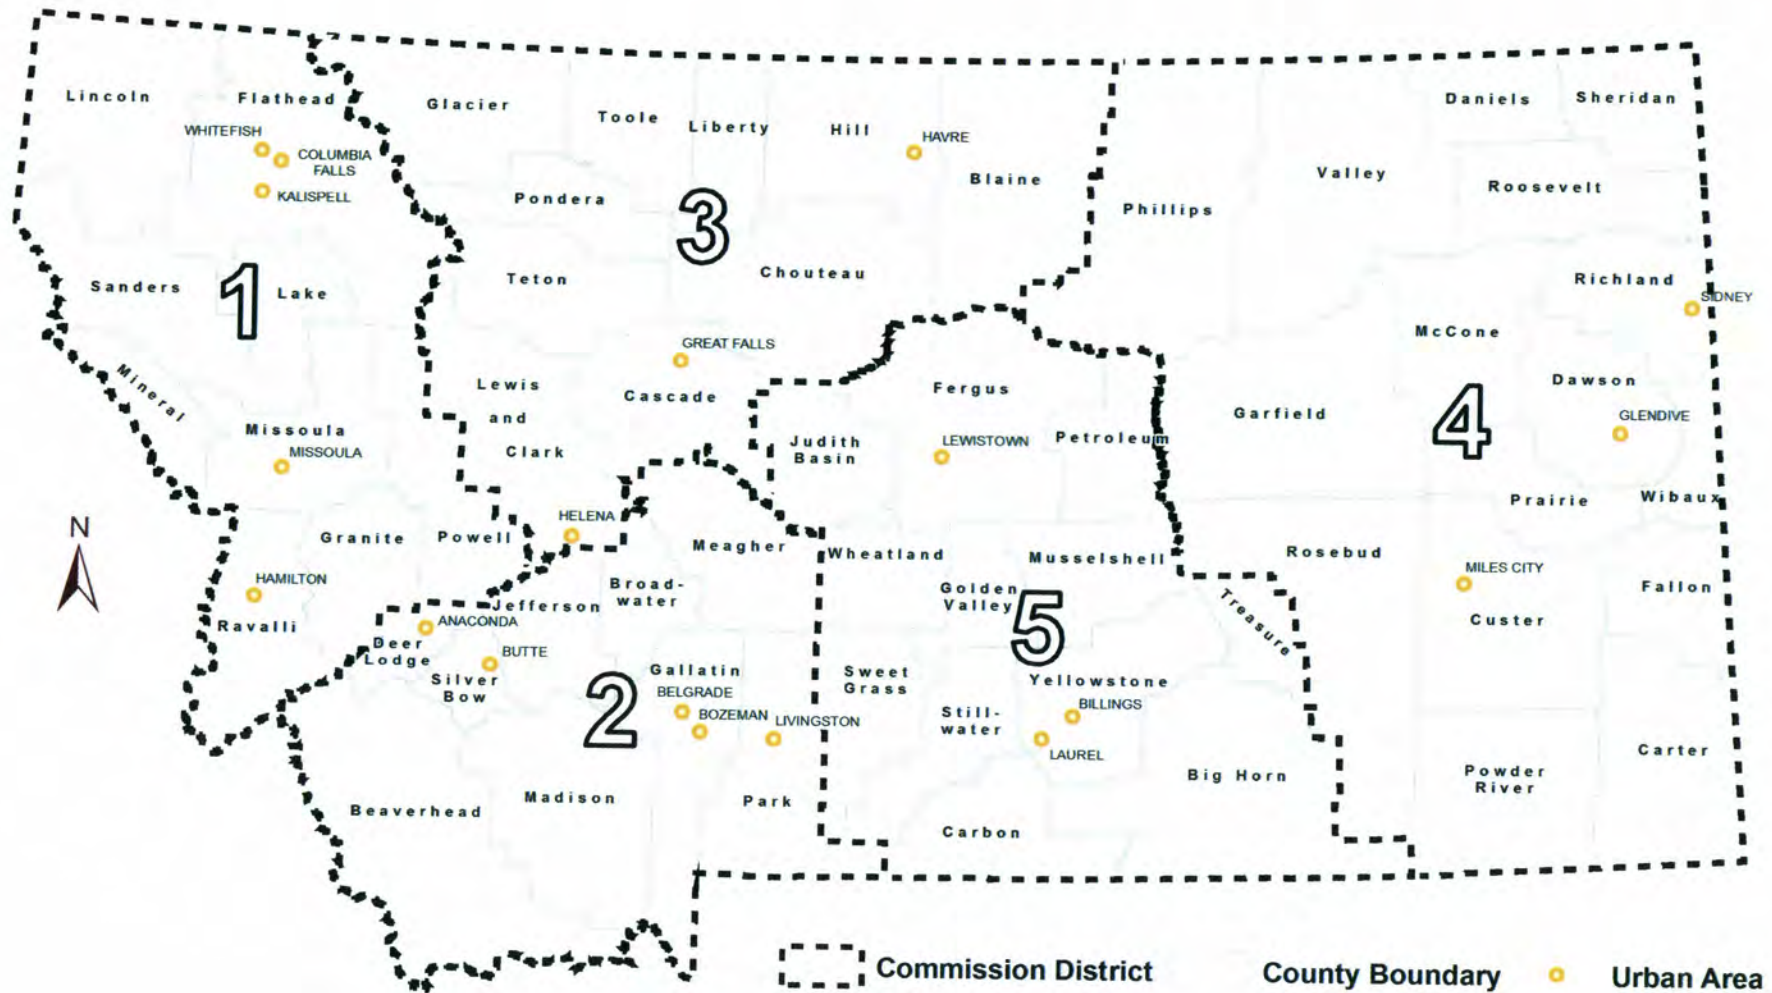 Lincoln
Flathead
WHITEFISH
COLUMBIA
FALLS
KALISPELL
Sanders
1
Lake
Mineral
Missoula
MISSOULA
Granite
Powell
HAMILTON
Ravalli
N
Glacier
Toole
Liberty
Hill
HAVRE
Blaine
Pondera
3
Teton
Chouteau
GREAT FALLS
Cascade
Lewis
and
Clark
HELENA
Meagher
Broad-
water
Jefferson
ANACONDA
Deer
Lodge
BUTTE
Silver
Bow
2
Gallatin
BELGRADE
BOZEMAN
LIVINGSTON
Beaverhead
Madison
Park
Fergus
Judith
Basin
LEWISTOWN
Petroleum
Wheatland
Musselshell
Golden
Valley
5
Treasure
Sweet
Grass
Yellowstone
Still-
water
BILLINGS
LAUREL
Big Horn
Carbon
Daniels
Sheridan
Valley
Roosevelt
Phillips
Richland
SIDNEY
McCone
Dawson
Garfield
4
GLENDIVE
Prairie
Wibaux
Rosebud
MILES CITY
Custer
Fallon
Carter
Powder
River
Commission District
County Boundary
Urban Area